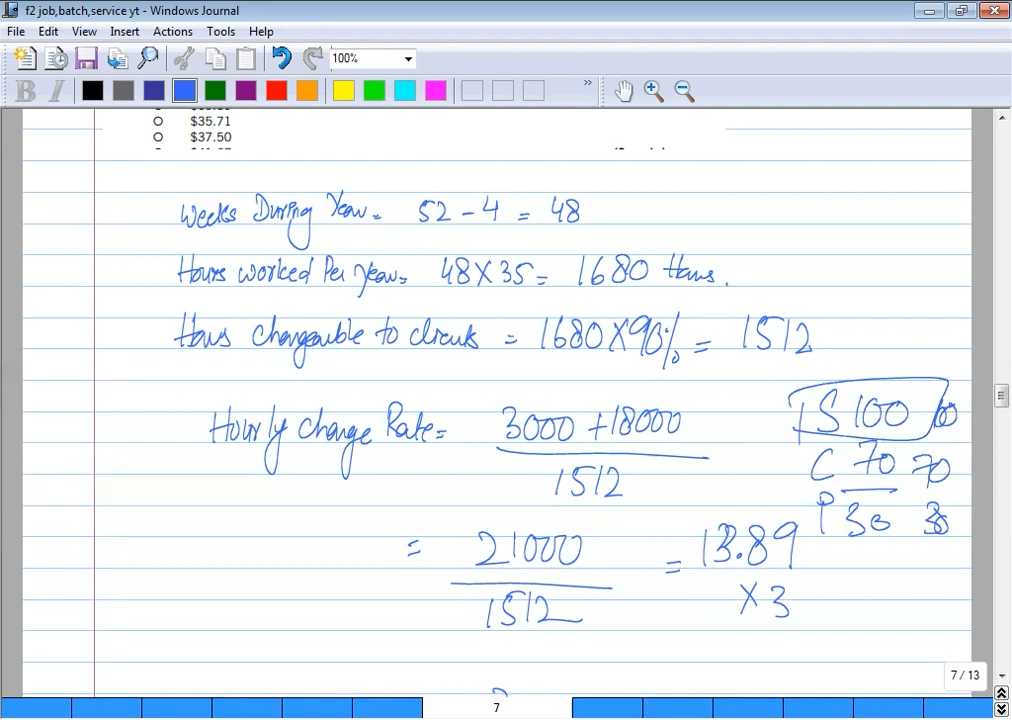 f2 job,batch,service yt - Windows Journal
File Edit View Insert Actions Tools Help
100%
B I
$35.71
$37.50
Weeks During Year = 52 - 4 = 48
Hours worked Per Year = 48 X 35 = 1680 Hours.
Hours chargeable to clients = 1680 X 90% = 1512
Hourly charge Rate = 3000 + 18000
1512
S 100 100
C 70 70
P 30 30
= 21000 = 13.89
1512 X 3
7 / 13
7